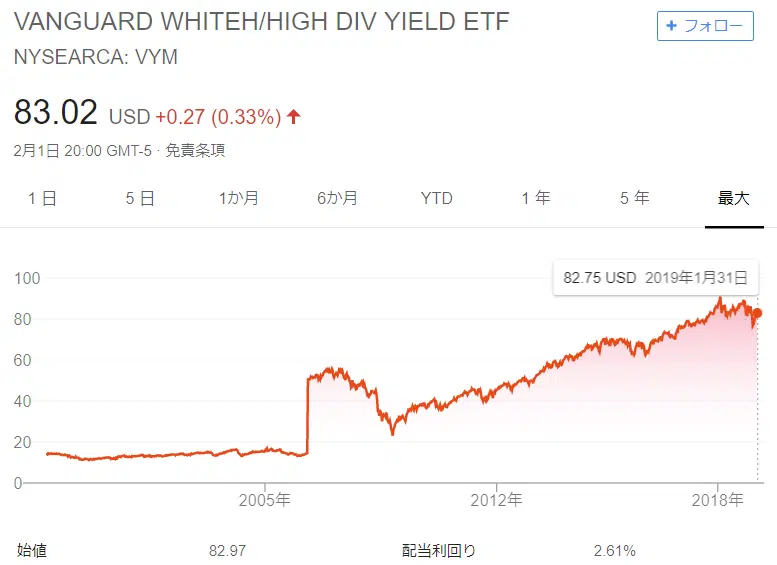 VANGUARD WHITEH/HIGH DIV YIELD ETF
+ フォロー
NYSEARCA: VYM
83.02 USD +0.27 (0.33%)
2月1日 20:00 GMT-5 · 免責条項
1 日 5 日 1か月 6か月 YTD 1 年 5 年 最大
82.75 USD 2019年1月31日
100
80
60
40
20
0
2005年 2012年 2018年
始値 82.97 配当利回り 2.61%